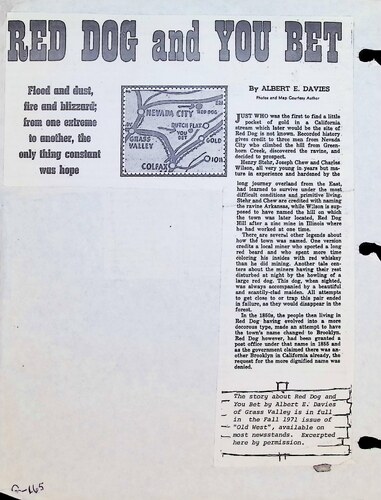 RED DOG and YOU BET
Flood and dust,
fire and blizzard;
from one extreme
to another, the
only thing constant
was hope
NEVADA CITY
RED DOG
DUTCH FLAT
YOU BET
GRASS VALLEY
GOLD
COLFAX
By ALBERT E. DAVIES
Photos and Map Courtesy Author
JUST WHO was the first to find a little
pocket of gold in a California
stream which later would be the site of
Red Dog is not known. Recorded history
gives credit to three men from Nevada
City who climbed the hill from Green-
horn Creek, discovered the ravine, and
decided to prospect.
Henry Stehr, Joseph Chew and Charles
Wilson, all very young in years but ma-
ture in experience and hardened by the
long journey overland from the East,
had learned to survive under the most
difficult conditions and primitive living.
Stehr and Chew are credited with naming
the ravine Arkansas, while Wilson is sup-
posed to have named the hill on which
the town was later located, Red Dog
Hill after a zinc mine in Illinois where
he had worked at one time.
There are several other legends about
how the town was named. One version
credits a local miner who sported a long
red beard and who spent more time
coloring his insides with red whiskey
than he did mining. Another tale cen-
ters about the miners having their rest
disturbed at night by the howling of a
large red dog. This dog, when sighted,
was always accompanied by a beautiful
and scantily-clad maiden. All attempts
to get close to or trap this pair ended
in failure, as they would disappear in the
forest.
In the 1850s, the people then living in
Red Dog having evolved into a more
decorous type, made an attempt to have
the town's name changed to Brooklyn.
Red Dog however, had been granted a
post office under that name in 1855 and
as the government claimed there was an-
other Brooklyn in California already, the
request for the more dignified name was
denied.
The story about Red Dog and
You Bet by Albert E. Davies
of Grass Valley is in full
in the Fall 1971 issue of
"Old West", available on
most newsstands. Excerpted
here by permission.